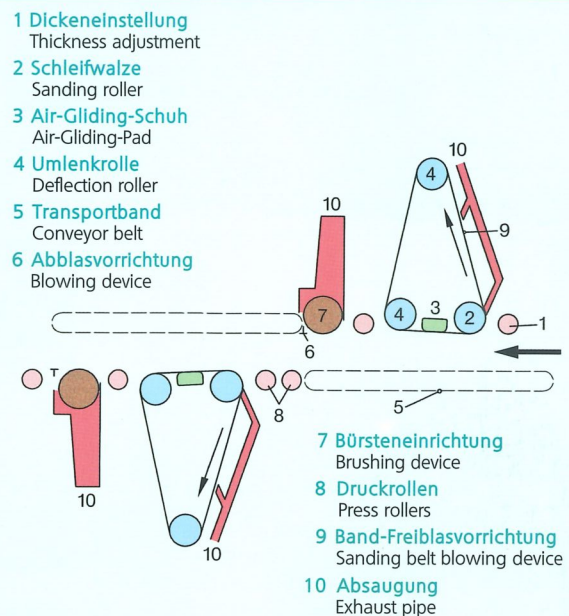 1 Dickeneinstellung
Thickness adjustment
2 Schleifwalze
Sanding roller
3 Air-Gliding-Schuh
Air-Gliding-Pad
4 Umlenkrolle
Deflection roller
5 Transportband
Conveyor belt
6 Abblasvorrichtung
Blowing device
10
4
10
9
7
4
3
2
1
6
8
5
10
10
7 Bürsteneinrichtung
Brushing device
8 Druckrollen
Press rollers
9 Band-Freiblasvorrichtung
Sanding belt blowing device
10 Absaugung
Exhaust pipe